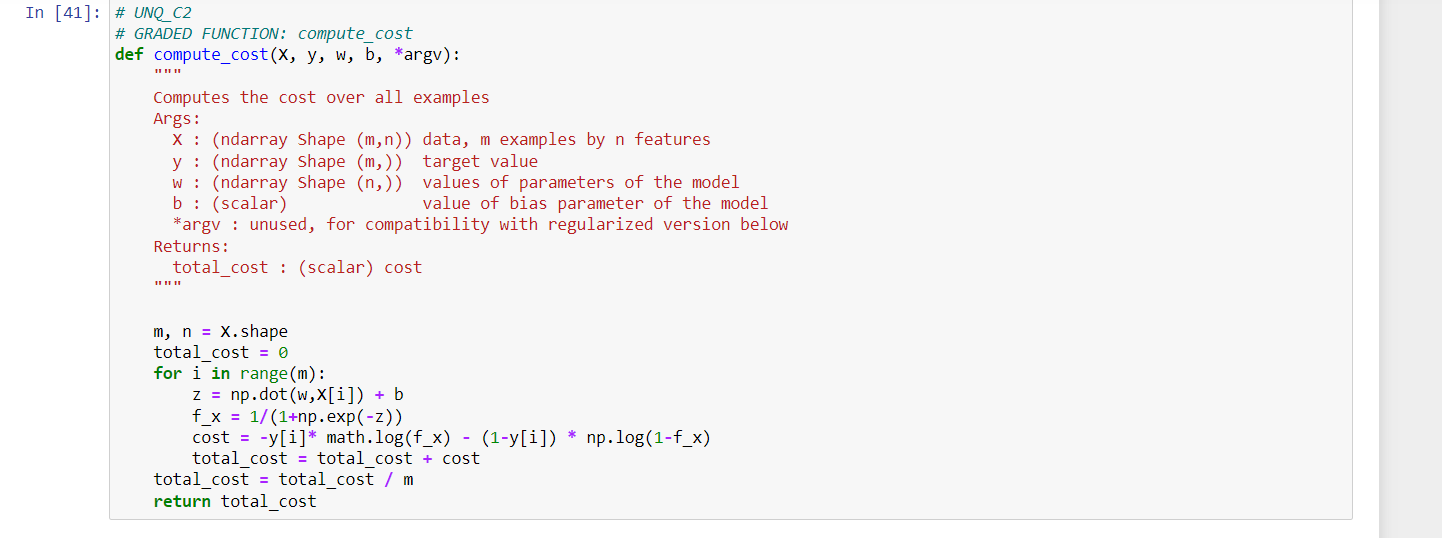 In [41]: # UNQ_C2
# GRADED FUNCTION: compute_cost
def compute_cost(X, y, w, b, *argv):
    """
    Computes the cost over all examples
    Args:
      X : (ndarray Shape (m,n)) data, m examples by n features
      y : (ndarray Shape (m,))  target value
      w : (ndarray Shape (n,))  values of parameters of the model
      b : (scalar)              value of bias parameter of the model
      *argv : unused, for compatibility with regularized version below
    Returns:
      total_cost : (scalar) cost
    """
    m, n = X.shape
    total_cost = 0
    for i in range(m):
        z = np.dot(w,X[i]) + b
        f_x = 1/(1+np.exp(-z))
        cost = -y[i]* math.log(f_x) - (1-y[i]) * np.log(1-f_x)
        total_cost = total_cost + cost
    total_cost = total_cost / m
    return total_cost